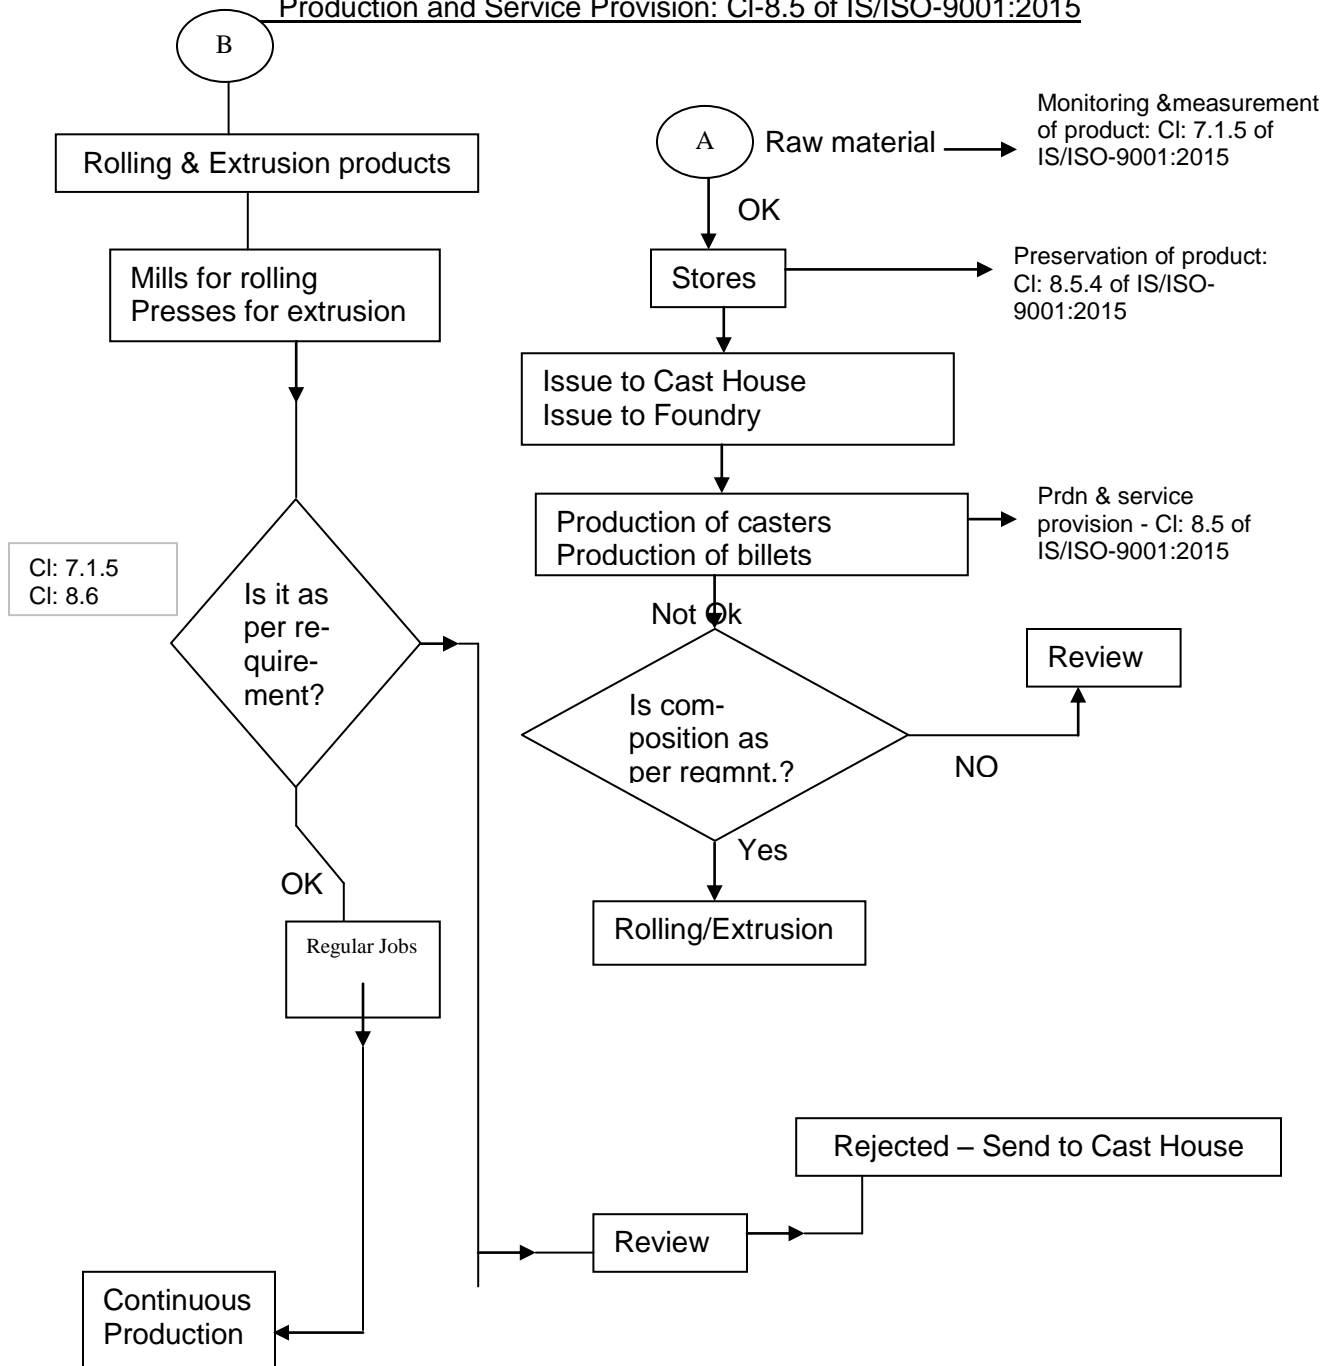 Production and Service Provision: Cl-8.5 of IS/ISO-9001:2015
B
Rolling & Extrusion products
Mills for rolling
Presses for extrusion
Cl: 7.1.5
Cl: 8.6
Is it as
per re-
quire-
ment?
OK
Regular Jobs
Continuous
Production
A
Raw material
Monitoring &measurement
of product: Cl: 7.1.5 of
IS/ISO-9001:2015
OK
Stores
Preservation of product:
Cl: 8.5.4 of IS/ISO-
9001:2015
Issue to Cast House
Issue to Foundry
Production of casters
Production of billets
Prdn & service
provision - Cl: 8.5 of
IS/ISO-9001:2015
Not Ok
Is com-
position as
per reqmnt.?
NO
Review
Yes
Rolling/Extrusion
Rejected – Send to Cast House
Review